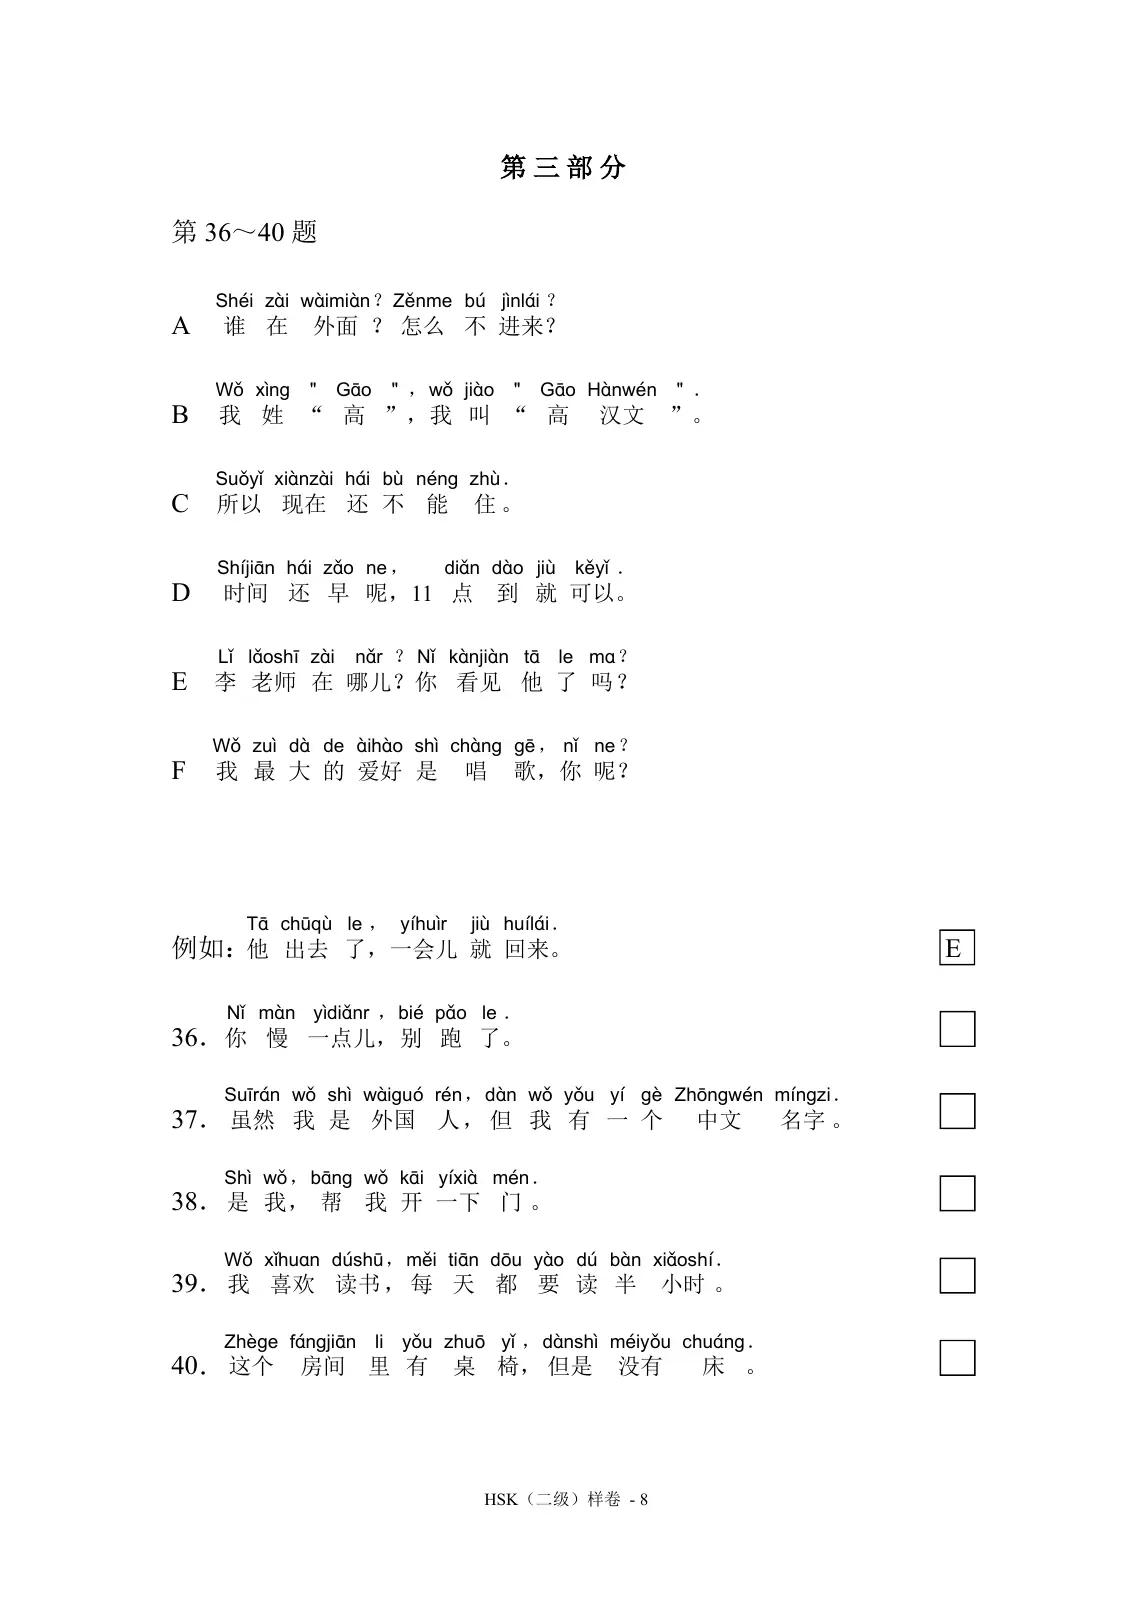 第三部分
第 36～40 题
Shéi zài wàimiàn？Zěnme bú jìnlái？
A 谁 在 外面 ？怎么 不 进来？
Wǒ xìng " Gāo "，wǒ jiào " Gāo Hànwén ".
B 我 姓 “ 高 ”，我 叫 “ 高 汉文 ”。
Suǒyǐ xiànzài hái bù néng zhù.
C 所以 现在 还 不 能 住。
Shíjiān hái zǎo ne， diǎn dào jiù kěyǐ.
D 时间 还 早 呢，11 点 到 就 可以。
Lǐ lǎoshī zài nǎr？Nǐ kànjiàn tā le ma？
E 李 老师 在 哪儿？你 看见 他 了 吗？
Wǒ zuì dà de àihào shì chàng gē，nǐ ne？
F 我 最 大 的 爱好 是 唱 歌，你 呢？
Tā chūqù le，yíhuìr jiù huílái.
例如：他 出去 了，一会儿 就 回来。 E
Nǐ màn yìdiǎnr，bié pǎo le.
36．你 慢 一点儿，别 跑 了。
Suīrán wǒ shì wàiguó rén，dàn wǒ yǒu yí gè Zhōngwén míngzi.
37．虽然 我 是 外国 人，但 我 有 一 个 中文 名字。
Shì wǒ，bāng wǒ kāi yíxià mén.
38．是 我，帮 我 开 一下 门。
Wǒ xǐhuan dúshū，měi tiān dōu yào dú bàn xiǎoshí.
39．我 喜欢 读书，每 天 都 要 读 半 小时。
Zhège fángjiān li yǒu zhuō yǐ，dànshì méiyǒu chuáng.
40．这个 房间 里 有 桌 椅，但是 没有 床。
HSK（二级）样卷 - 8